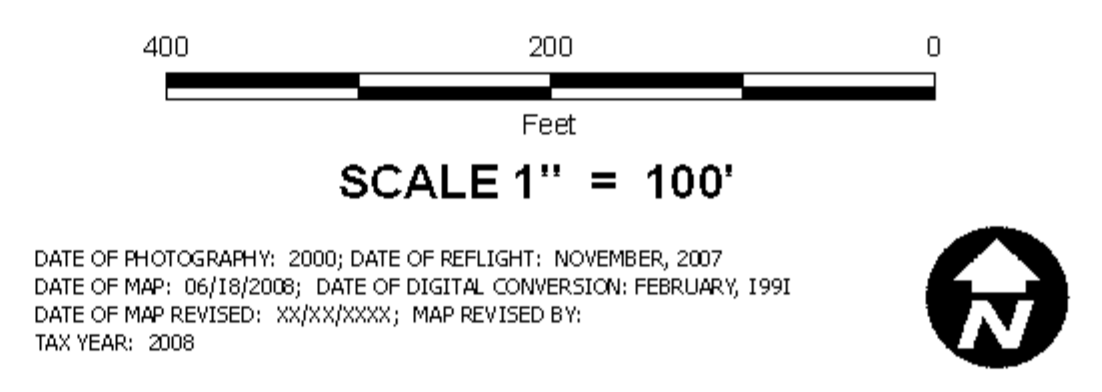 400 200 0
Feet
SCALE 1" = 100'
DATE OF PHOTOGRAPHY: 2000; DATE OF REFLIGHT: NOVEMBER, 2007
DATE OF MAP: 06/18/2008; DATE OF DIGITAL CONVERSION: FEBRUARY, 1991
DATE OF MAP REVISED: XX/XX/XXXX; MAP REVISED BY:
TAX YEAR: 2008
N